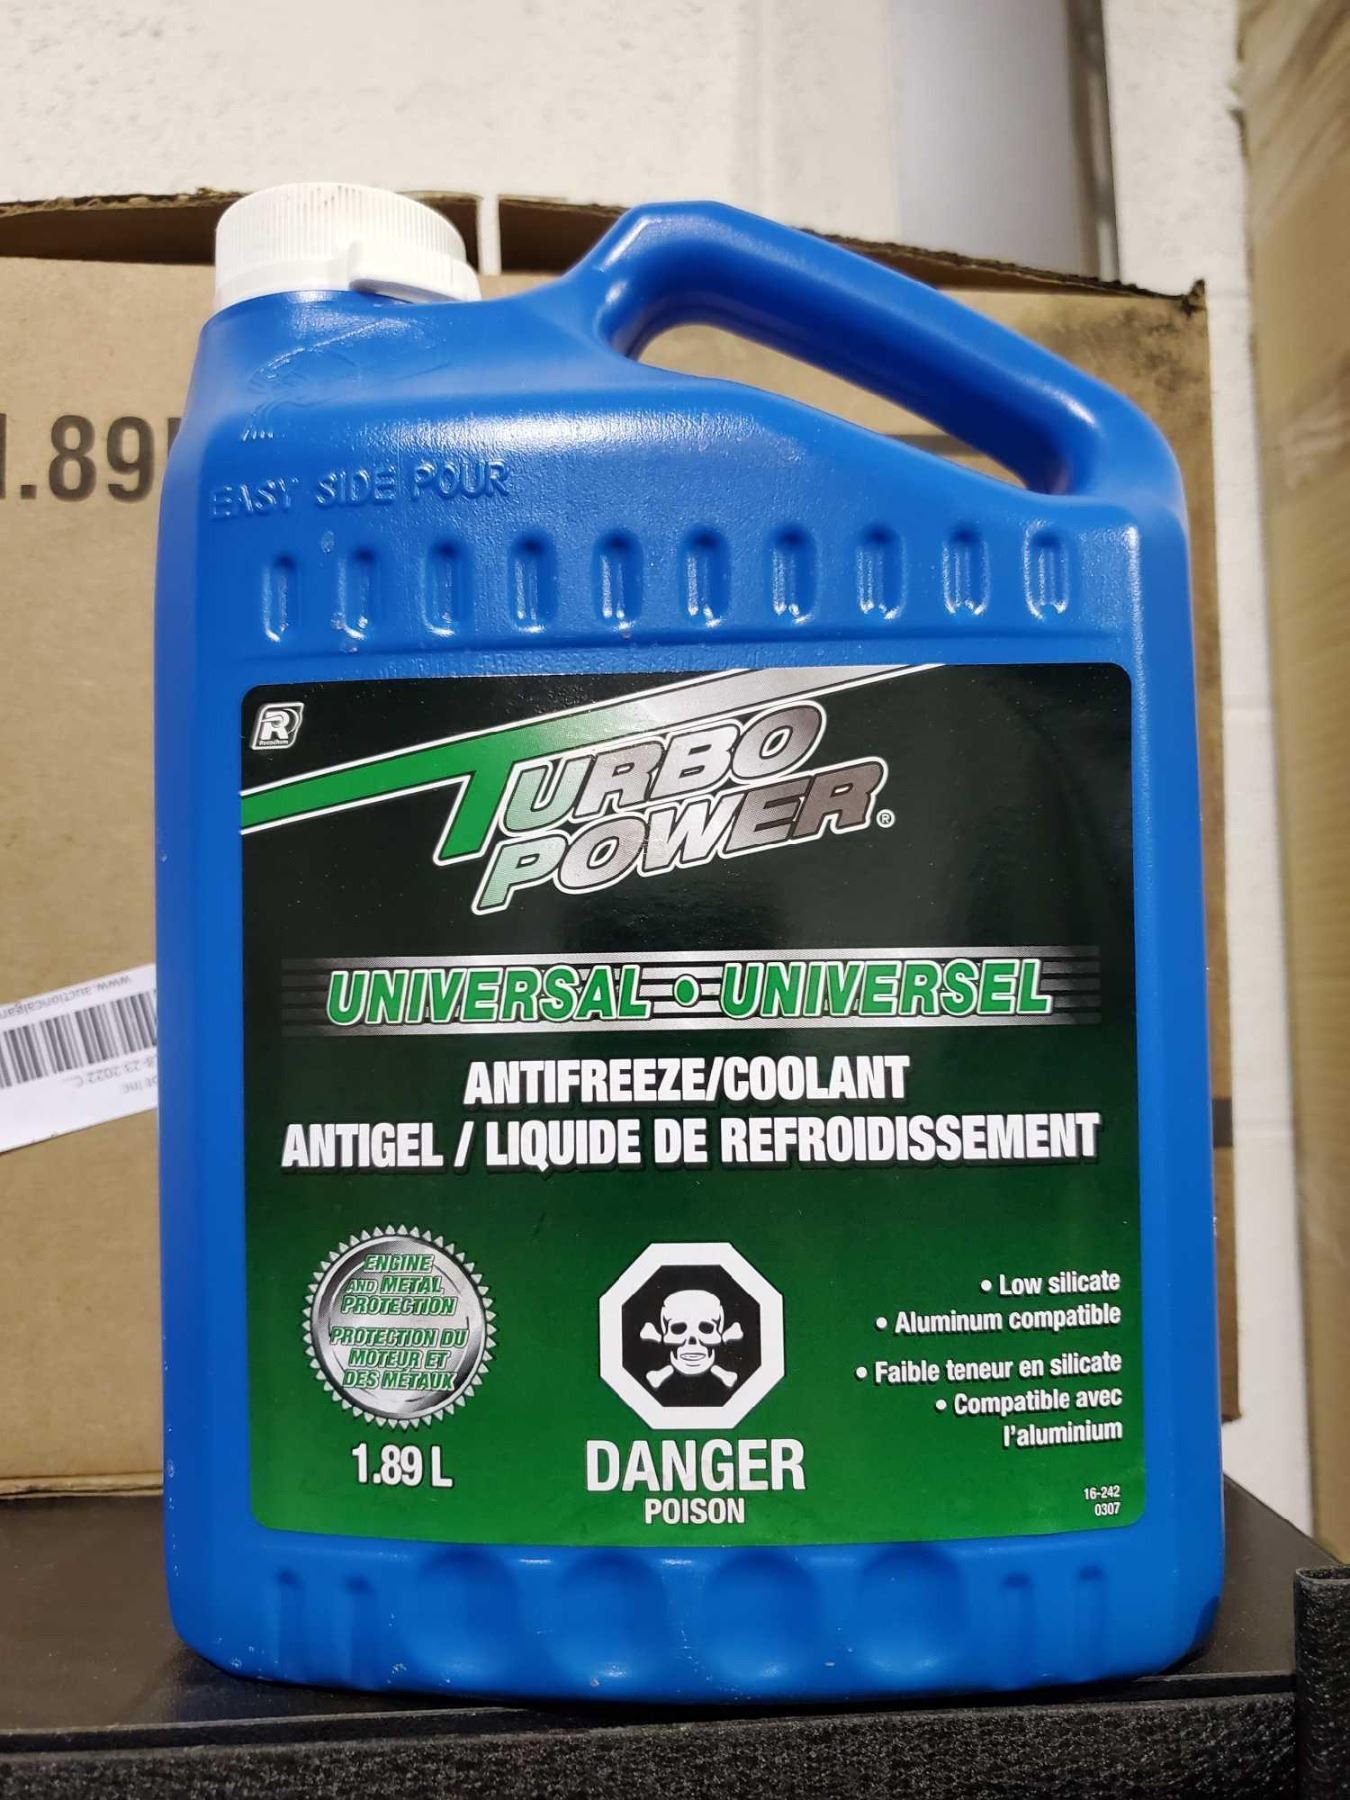 1.89
EASY SIDE POUR
R
Recochem
TURBO
POWER®
UNIVERSAL • UNIVERSEL
ANTIFREEZE/COOLANT
ANTIGEL / LIQUIDE DE REFROIDISSEMENT
ENGINE
AND METAL
PROTECTION
PROTECTION DU
MOTEUR ET
DES MÉTAUX
1.89 L
DANGER
POISON
• Low silicate
• Aluminum compatible
• Faible teneur en silicate
• Compatible avec
l'aluminium
16-242
0307